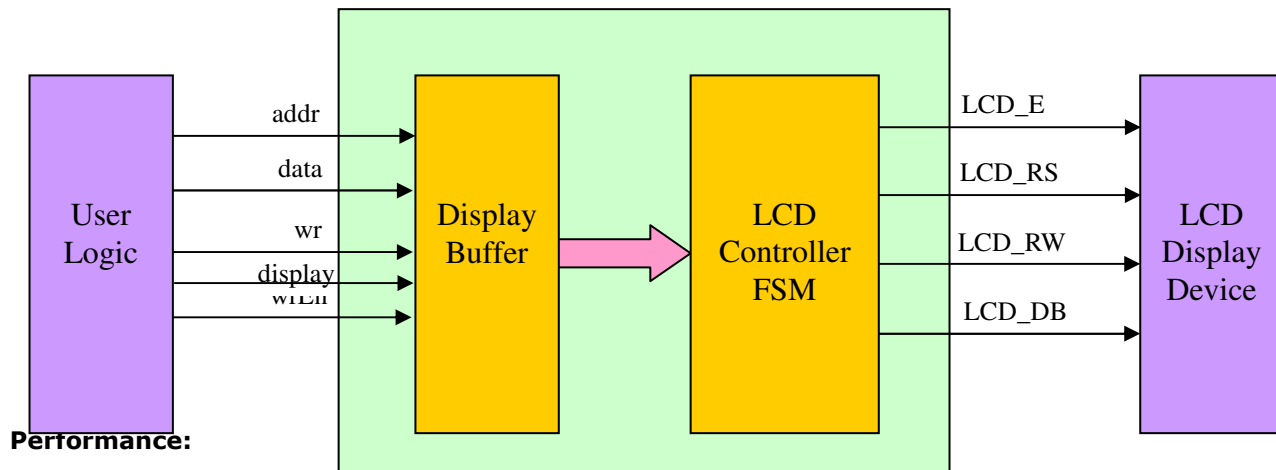 User
Logic
addr
data
wr
display
wrEn
Display
Buffer
LCD
Controller
FSM
LCD_E
LCD_RS
LCD_RW
LCD_DB
LCD
Display
Device
Performance: